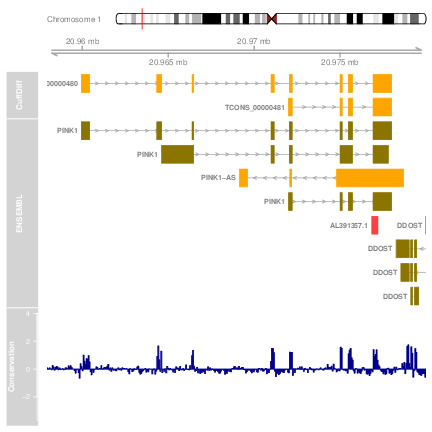 Chromosome 1
20.96 mb
20.97 mb
20.965 mb
20.975 mb
CuffDiff
00000480
TCONS_00000481
ENSEMBL
PINK1
PINK1
PINK1-AS
PINK1
AL391357.1
DDOST
DDOST
DDOST
DDOST
Conservation
4
2
0
-2